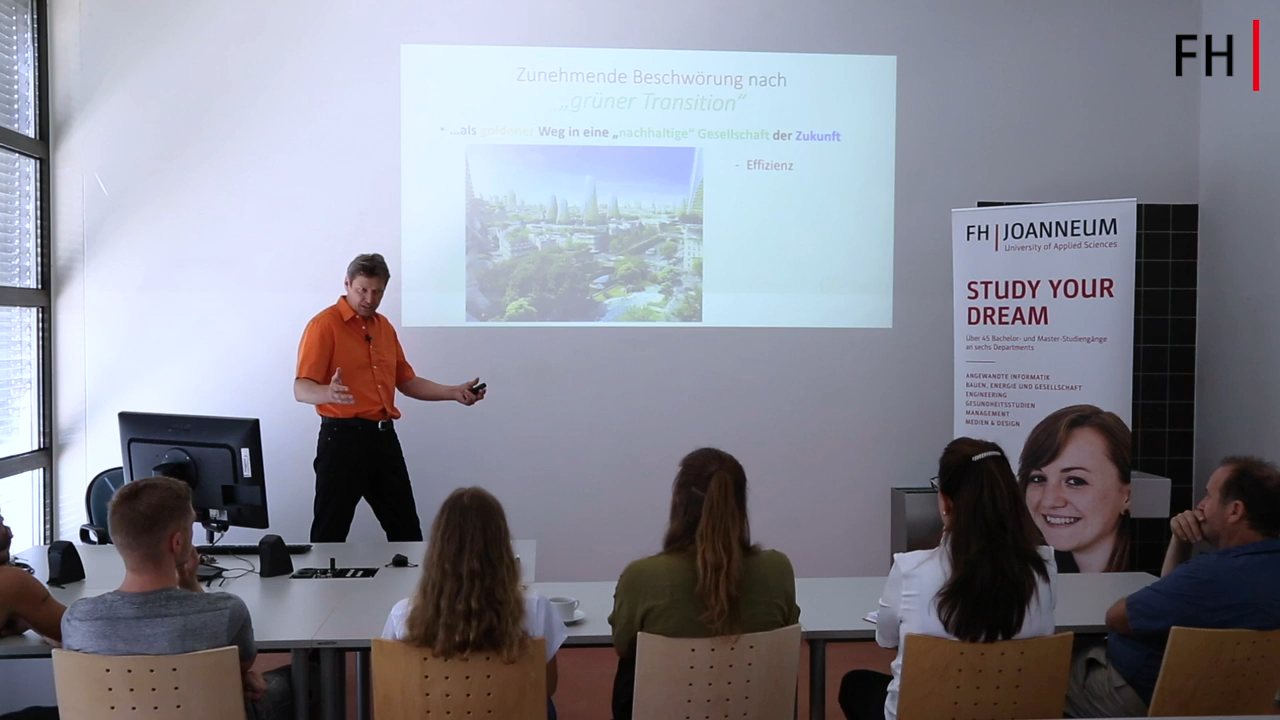 FH
Zunehmende Beschwörung nach
„grüner Transition“
• ...als goldener Weg in eine „nachhaltige“ Gesellschaft der Zukunft
- Effizienz
FH JOANNEUM
University of Applied Sciences
STUDY YOUR
DREAM
Über 45 Bachelor- und Master-Studiengänge
an sechs Departments
ANGEWANDTE INFORMATIK
BAUEN, ENERGIE UND GESELLSCHAFT
ENGINEERING
GESUNDHEITSSTUDIEN
MANAGEMENT
MEDIEN & DESIGN